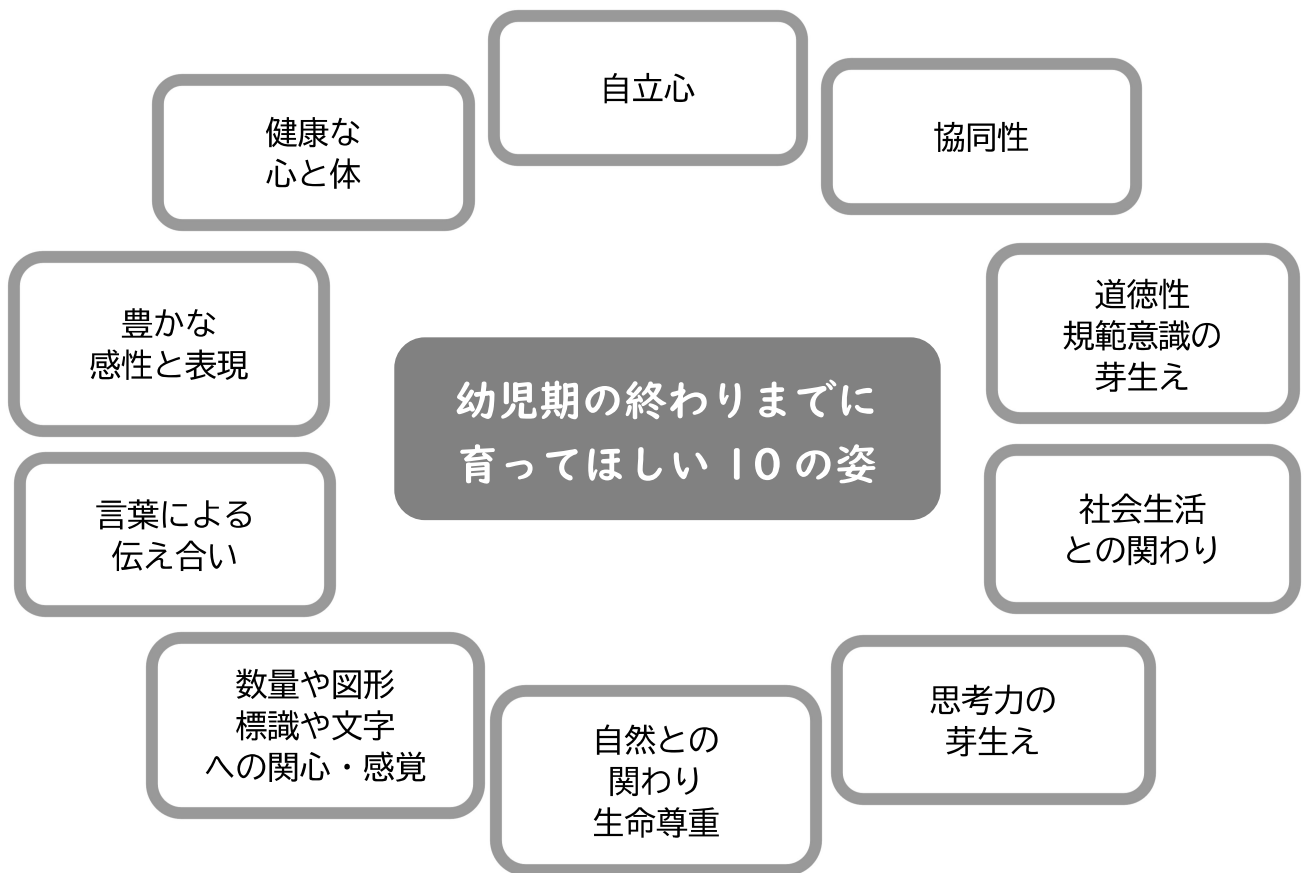 自立心
協同性
健康な
心と体
道徳性
規範意識の
芽生え
豊かな
感性と表現
幼児期の終わりまでに
育ってほしい10の姿
社会生活
との関わり
言葉による
伝え合い
思考力の
芽生え
数量や図形
標識や文字
への関心・感覚
自然との
関わり
生命尊重